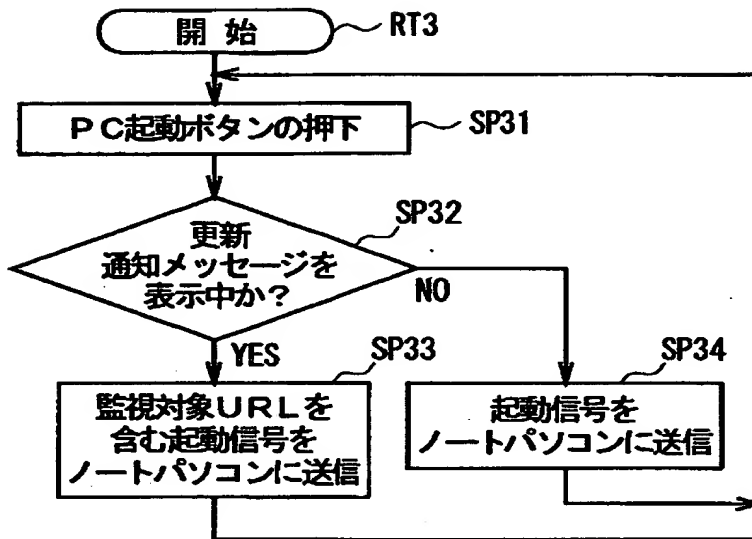 開始
RT3
PC起動ボタンの押下
SP31
SP32
更新
通知メッセージを
表示中か?
NO
YES
SP33
監視対象URLを
含む起動信号を
ノートパソコンに送信
SP34
起動信号を
ノートパソコンに送信